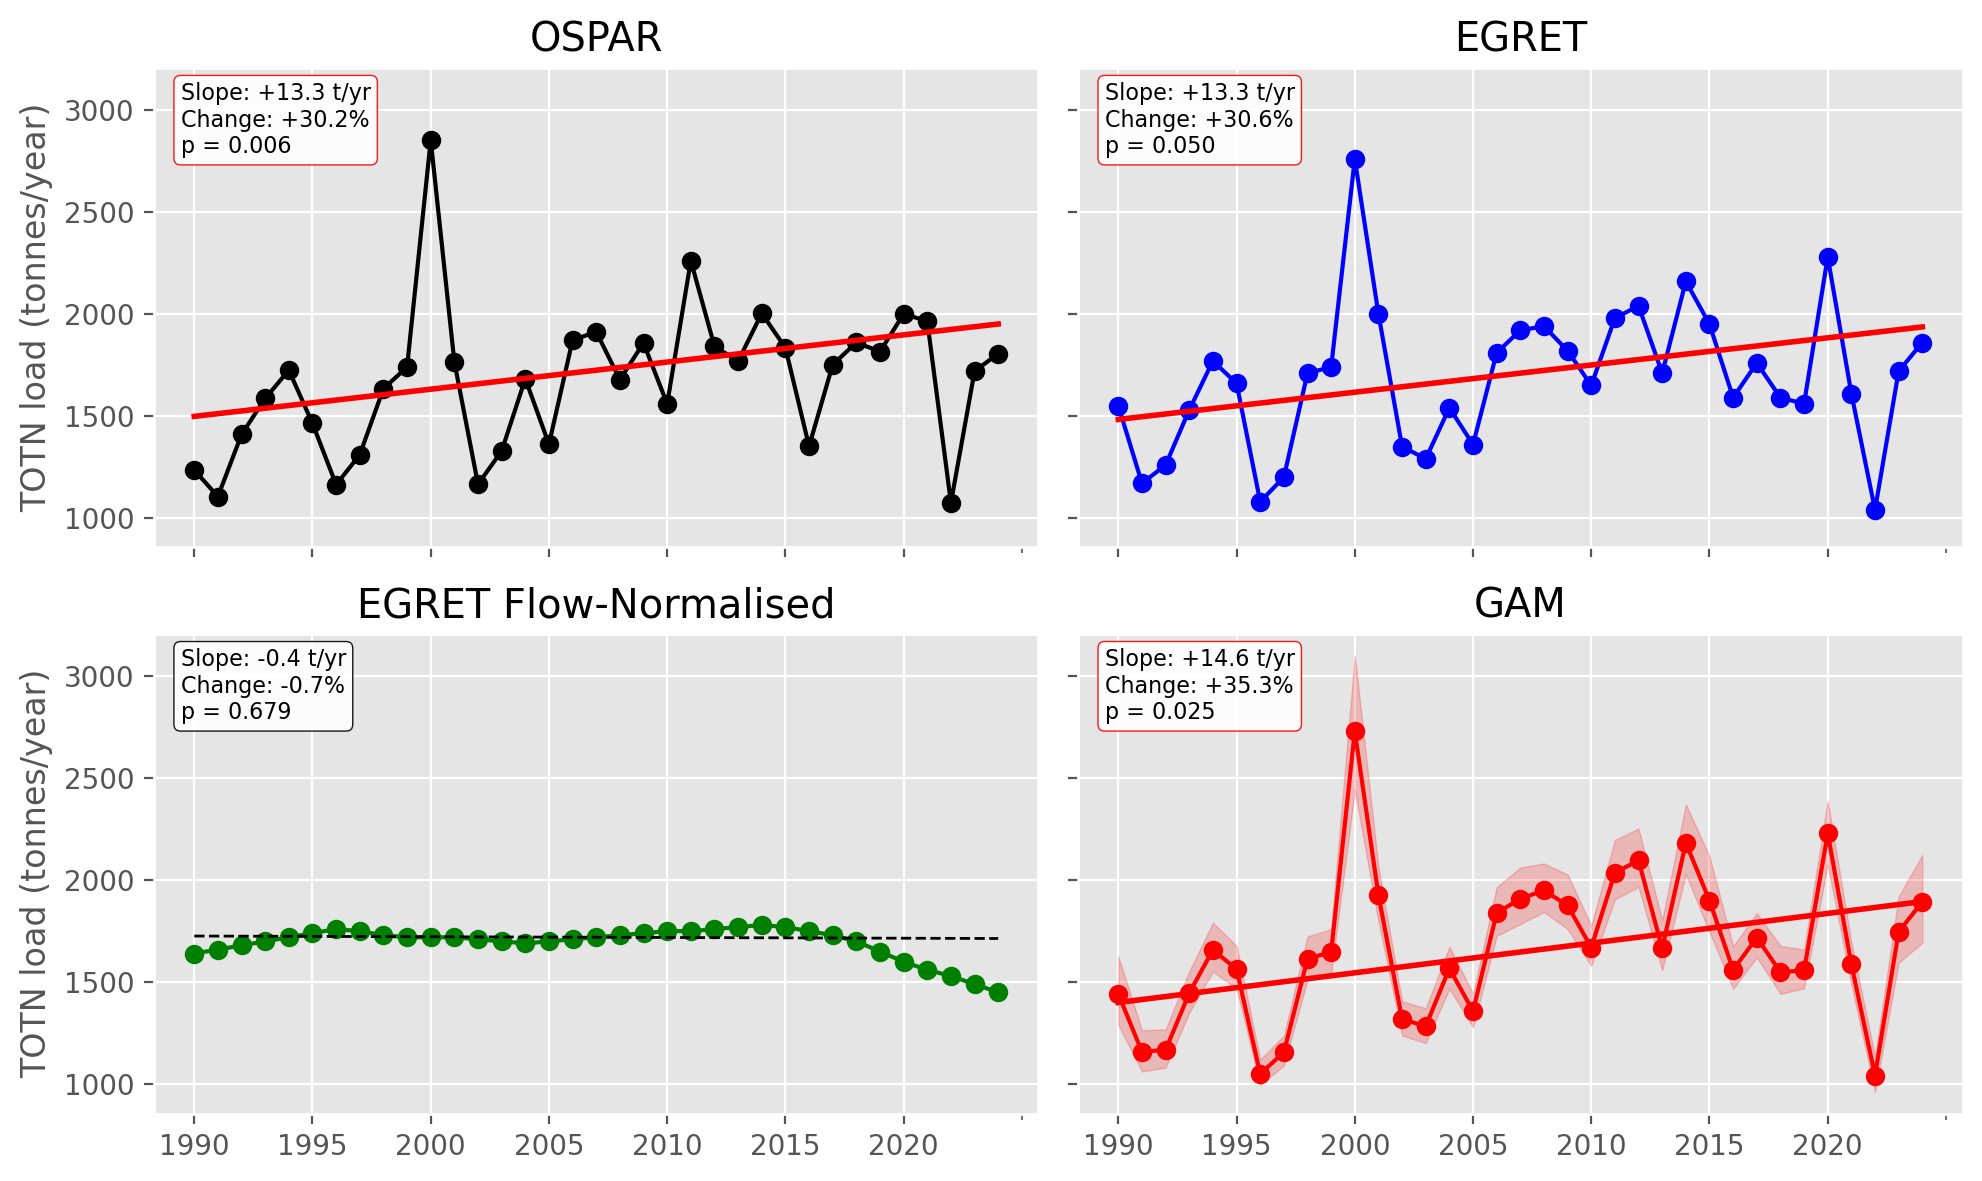 OSPAR
TOTN load (tonnes/year)
3000
2500
2000
1500
1000
Slope: +13.3 t/yr
Change: +30.2%
p = 0.006
EGRET
Slope: +13.3 t/yr
Change: +30.6%
p = 0.050
EGRET Flow-Normalised
TOTN load (tonnes/year)
3000
2500
2000
1500
1000
Slope: -0.4 t/yr
Change: -0.7%
p = 0.679
1990 1995 2000 2005 2010 2015 2020
GAM
Slope: +14.6 t/yr
Change: +35.3%
p = 0.025
1990 1995 2000 2005 2010 2015 2020